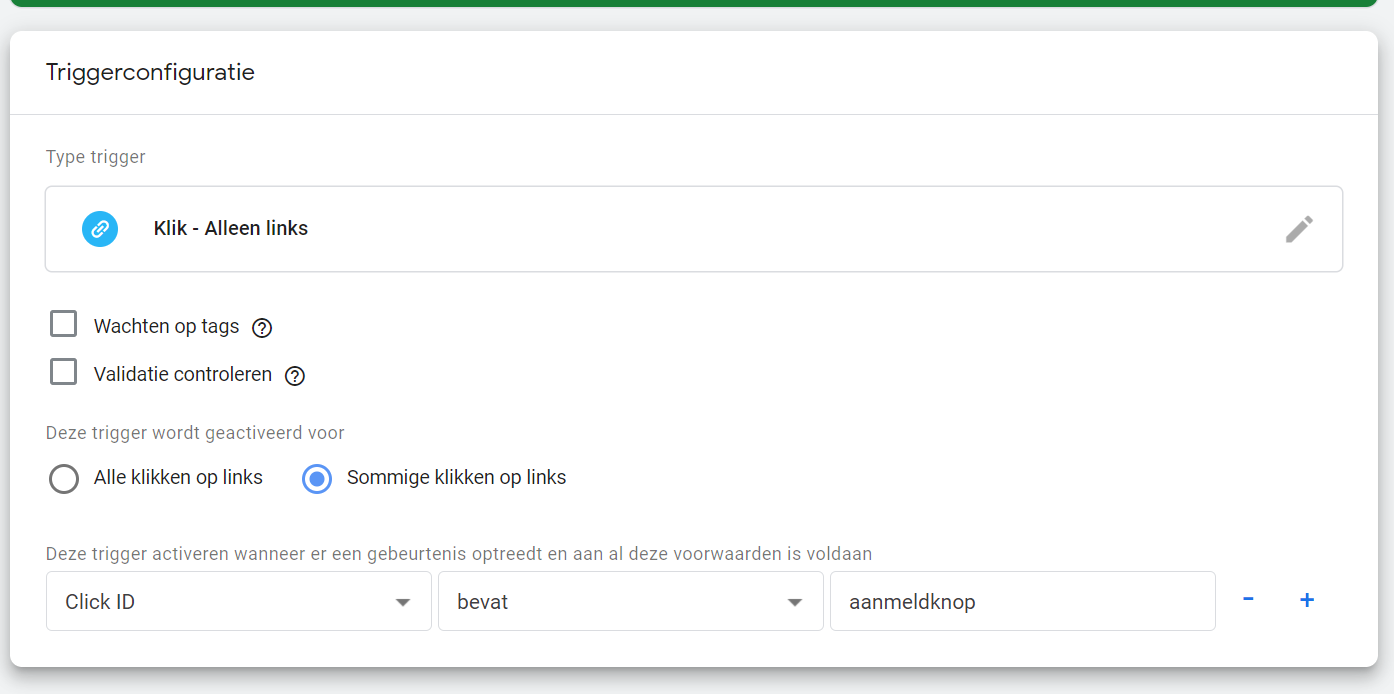 Triggerconfiguratie
Type trigger
Klik - Alleen links
Wachten op tags
Validatie controleren
Deze trigger wordt geactiveerd voor
Alle klikken op links Sommige klikken op links
Deze trigger activeren wanneer er een gebeurtenis optreedt en aan al deze voorwaarden is voldaan
Click ID bevat aanmeldknop - +